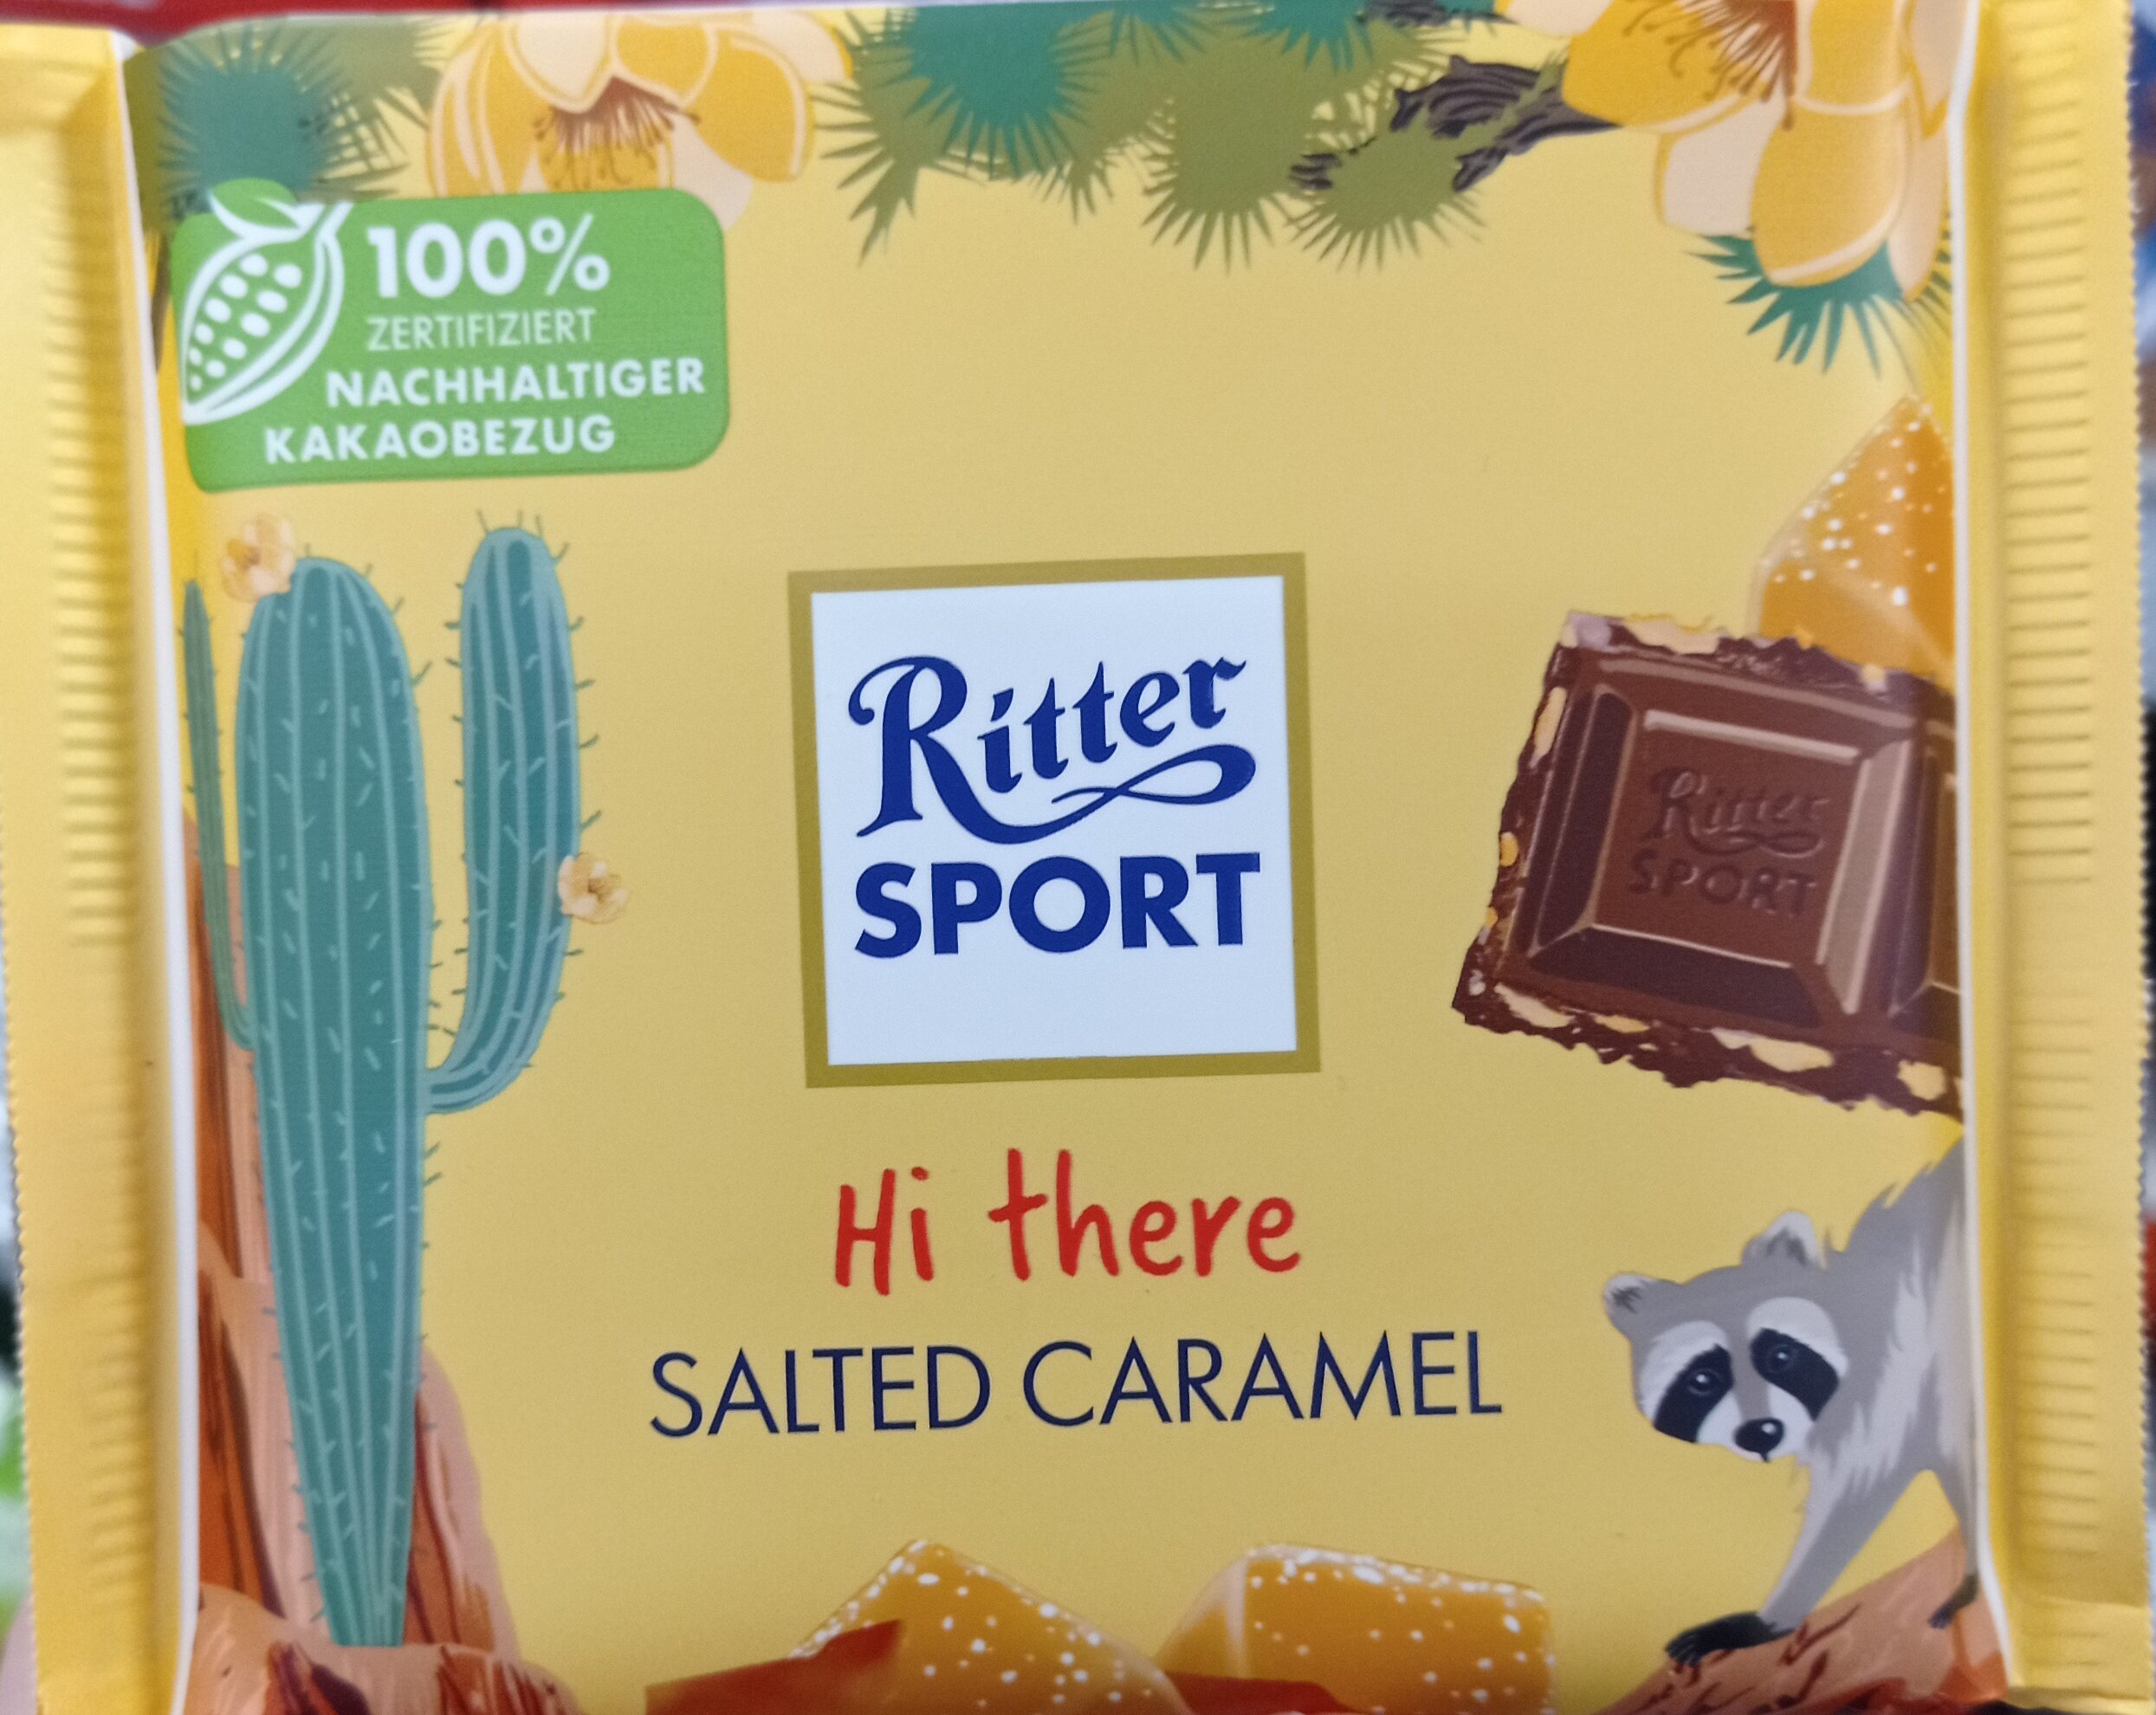 100%
ZERTIFIZIERT
NACHHALTIGER
KAKAOBEZUG
Ritter
SPORT
Ritter
SPORT
Hi there
SALTED CARAMEL